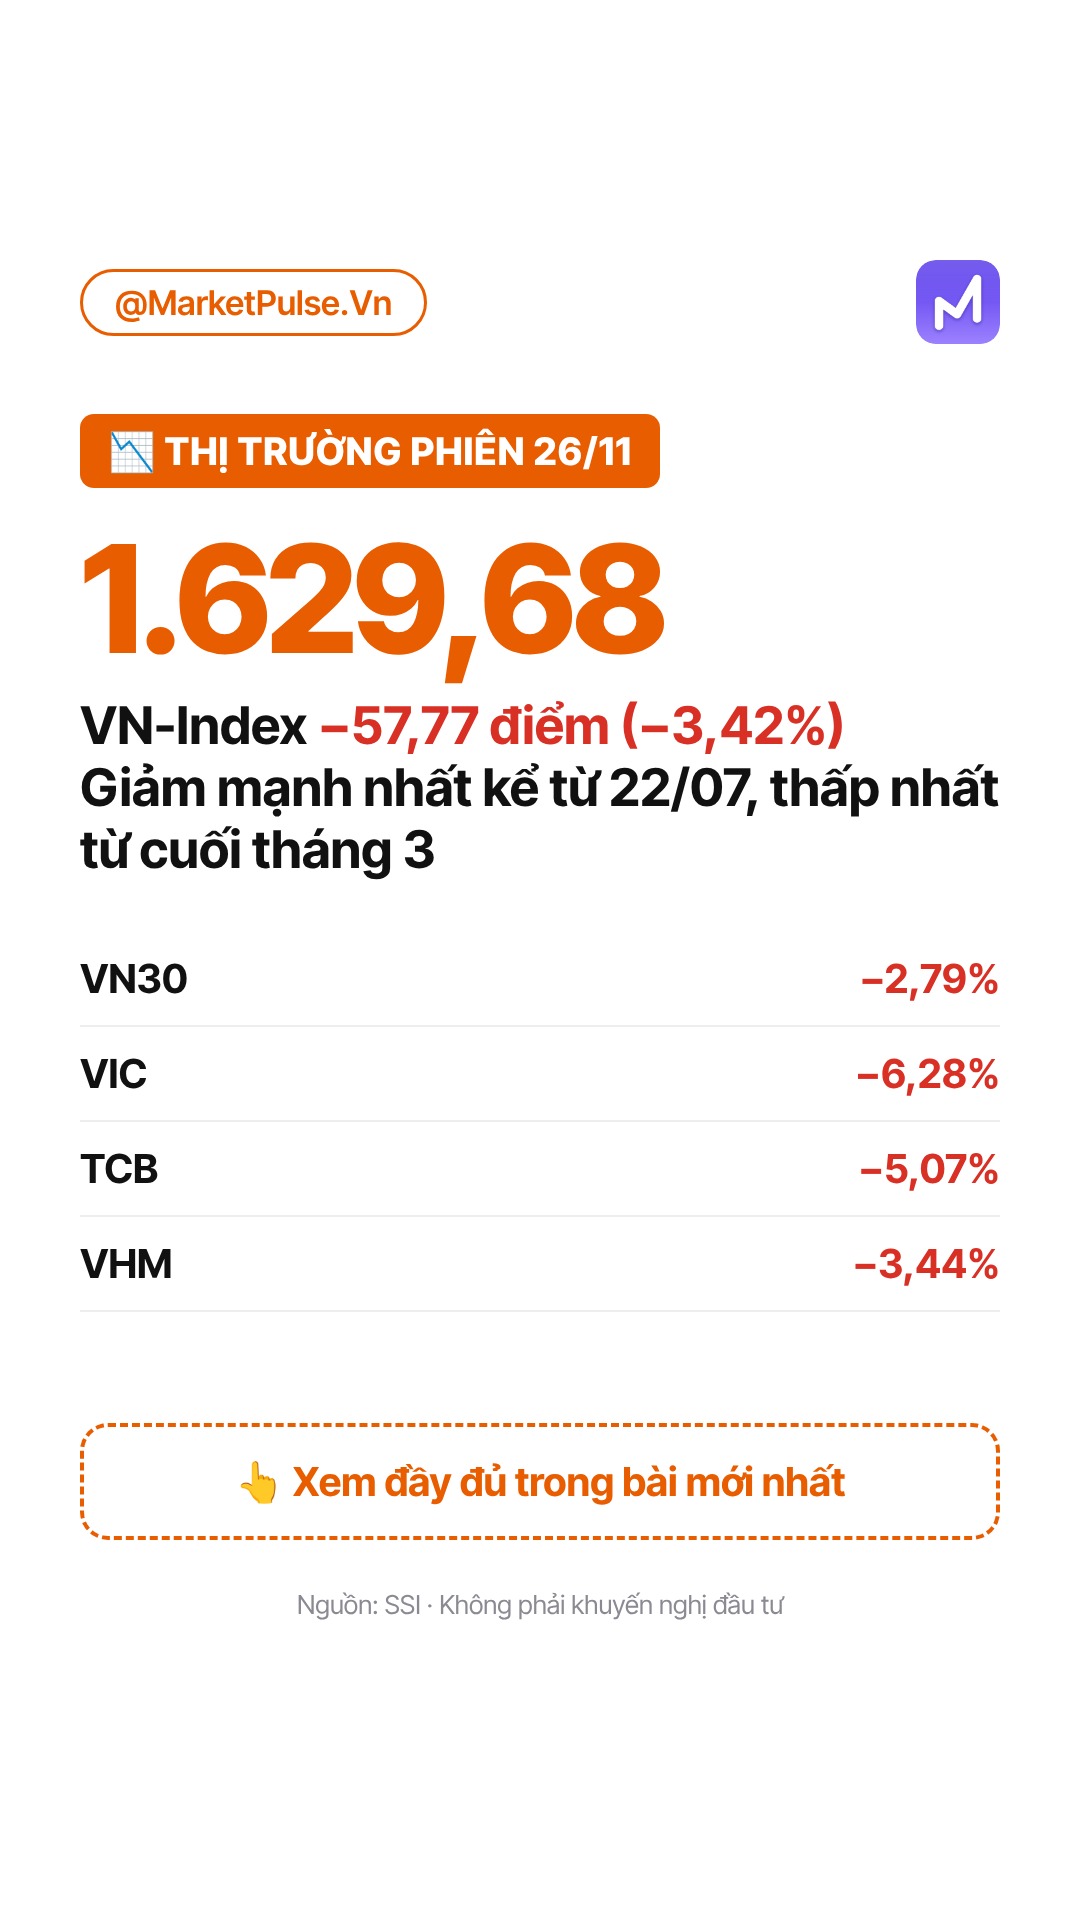 @MarketPulse.Vn
📉 THỊ TRƯỜNG PHIÊN 26/11
1.629,68
VN-Index −57,77 điểm (−3,42%)
Giảm mạnh nhất kể từ 22/07, thấp nhất
từ cuối tháng 3
VN30 −2,79%
VIC −6,28%
TCB −5,07%
VHM −3,44%
👆 Xem đầy đủ trong bài mới nhất
Nguồn: SSI · Không phải khuyến nghị đầu tư